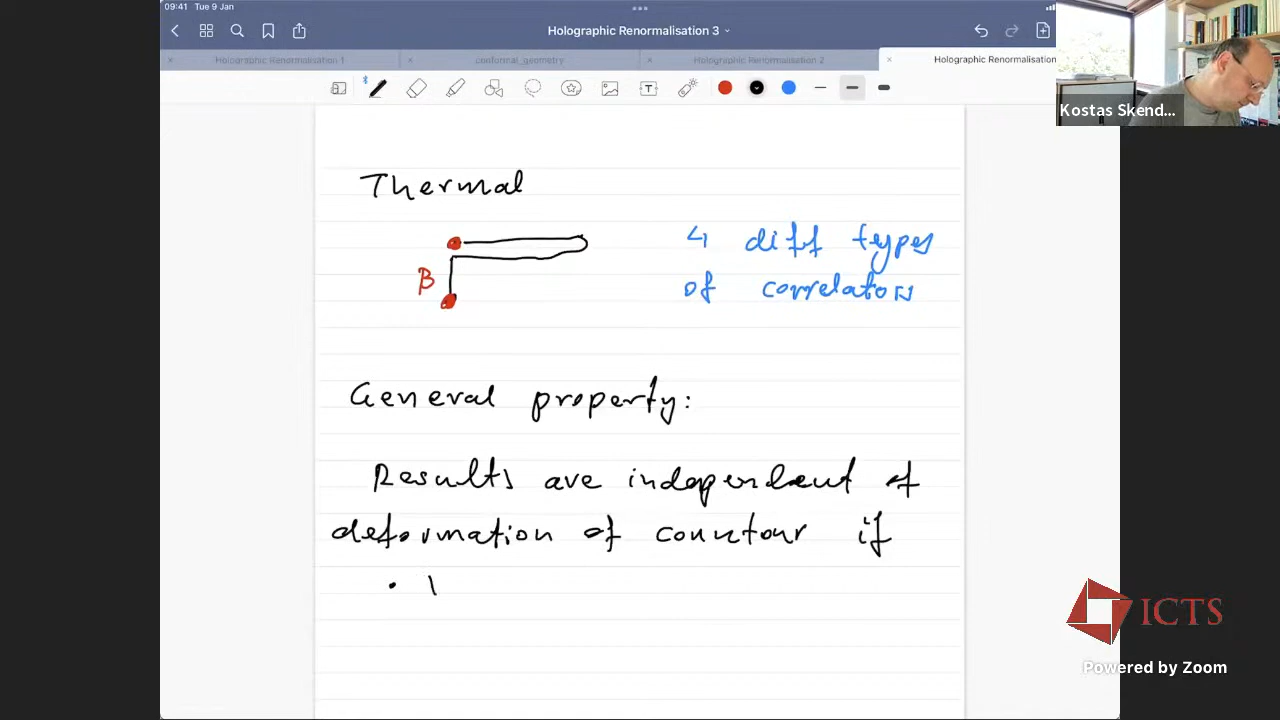 09:41 Tue 9 Jan
Holographic Renormalisation 3
Holographic Renormalisation 1
conformal_geometry
Holographic Renormalisation 2
Holographic Renormalisation
Kostas Skend...
Thermal
4 diff types
of correlators
β
General property:
Results are independent of
deformation of countour if
•
ICTS
Powered by Zoom